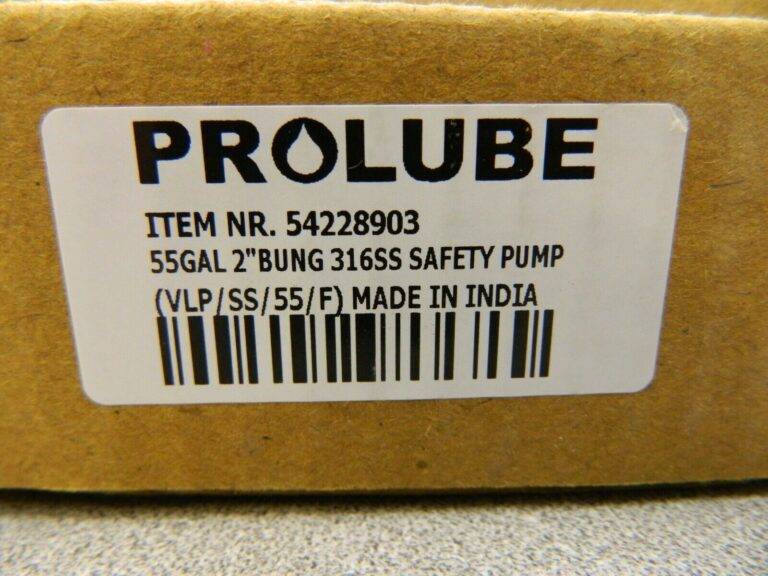 PROLUBE
ITEM NR. 54228903
55GAL 2"BUNG 316SS SAFETY PUMP
(VLP/SS/55/F) MADE IN INDIA